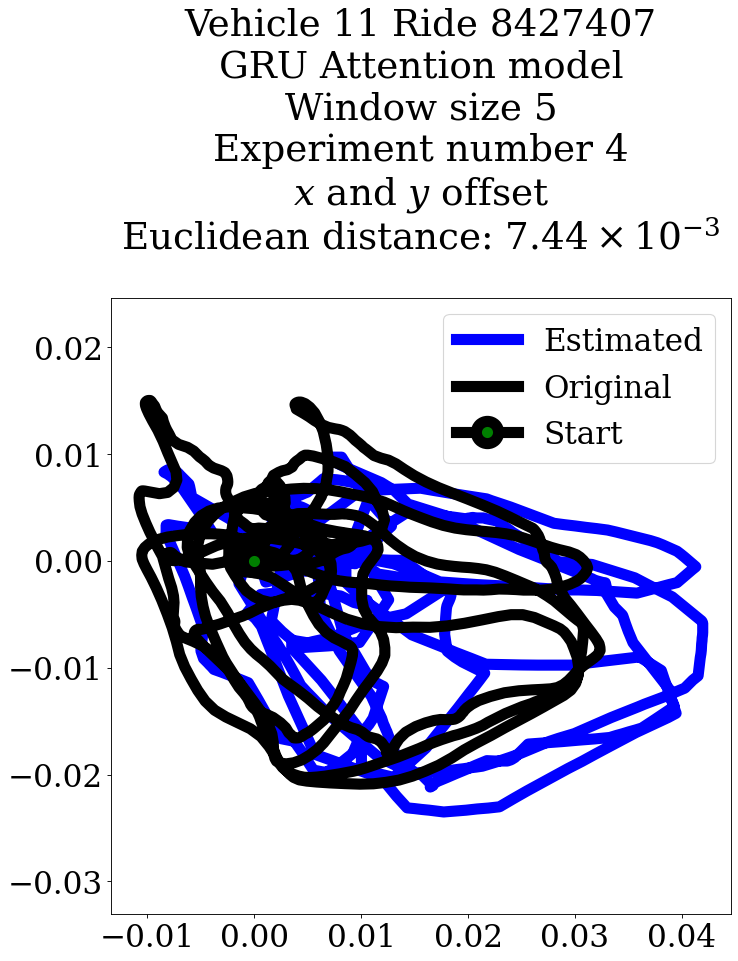 Vehicle 11 Ride 8427407
GRU Attention model
Window size 5
Experiment number 4
x and y offset
Euclidean distance: 7.44 × 10⁻³
Estimated
Original
Start
0.02
0.01
0.00
−0.01
−0.02
−0.03
−0.01 0.00 0.01 0.02 0.03 0.04